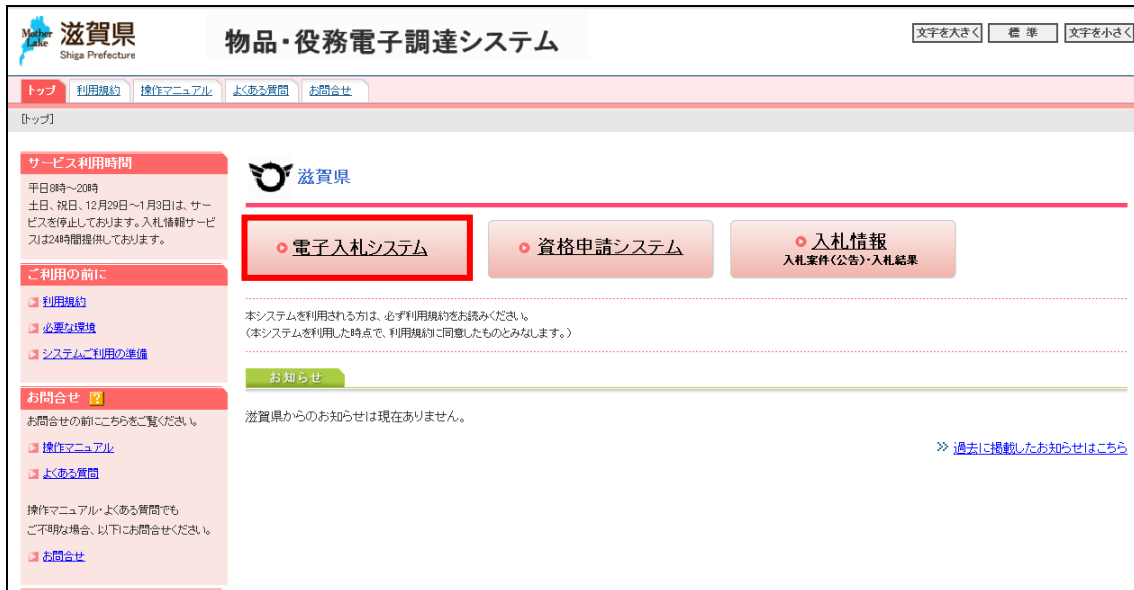 Mother Lake
滋賀県
Shiga Prefecture
物品・役務電子調達システム
文字を大きく 標準 文字を小さく
トップ 利用規約 操作マニュアル よくある質問 お問合せ
[トップ]
サービス利用時間
平日8時～20時
土日、祝日、12月29日～1月3日は、サー
ビスを停止しております。入札情報サービ
スは24時間提供しております。
ご利用の前に
利用規約
必要な環境
システムご利用の準備
お問合せ ?
お問合せの前にこちらをご覧ください。
操作マニュアル
よくある質問
操作マニュアル・よくある質問でも
ご不明な場合、以下にお問合せください。
お問合せ
滋賀県
電子入札システム
資格申請システム
入札情報
入札案件(公告)・入札結果
本システムを利用される方は、必ず利用規約をお読みください。
(本システムを利用した時点で、利用規約に同意したものとみなします。)
お知らせ
滋賀県からのお知らせは現在ありません。
過去に掲載したお知らせはこちら